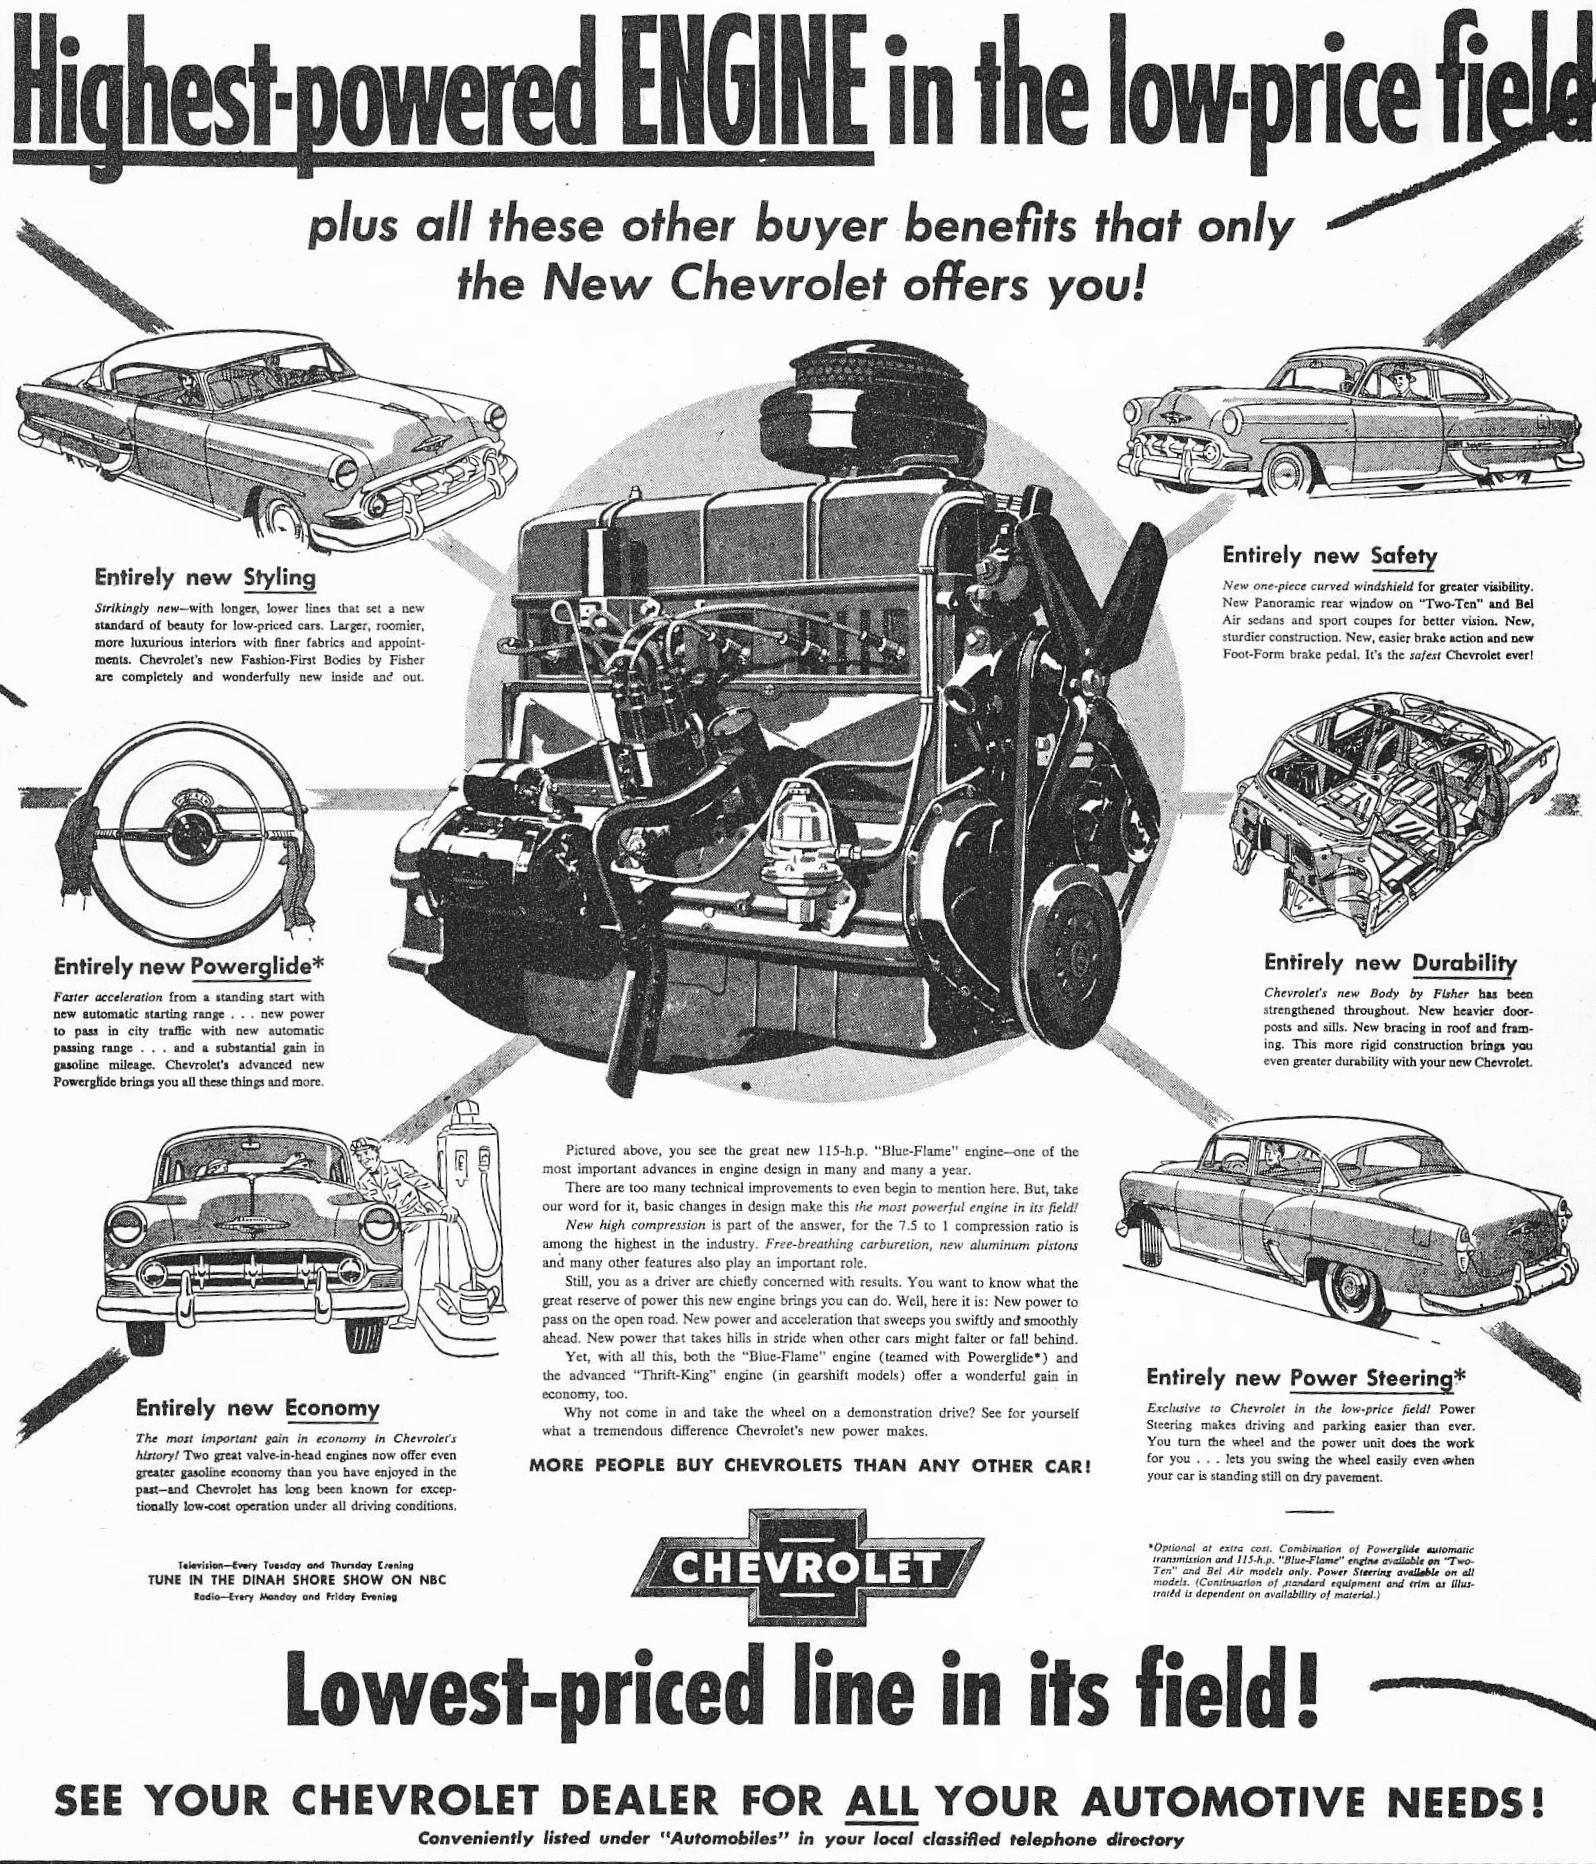 Highest-powered ENGINE in the low-price field
plus all these other buyer benefits that only
the New Chevrolet offers you!
Entirely new Styling
Strikingly new—with longer, lower lines that set a new
standard of beauty for low-priced cars. Larger, roomier,
more luxurious interiors with finer fabrics and appoint-
ments. Chevrolet's new Fashion-First Bodies by Fisher
are completely and wonderfully new inside and out.
Entirely new Safety
New one-piece curved windshield for greater visibility.
New Panoramic rear window on "Two-Ten" and Bel
Air sedans and sport coupes for better vision. New,
sturdier construction. New, easier brake action and new
Foot-Form brake pedal. It's the safest Chevrolet ever!
Entirely new Powerglide*
Faster acceleration from a standing start with
new automatic starting range . . . new power
to pass in city traffic with new automatic
passing range . . . and a substantial gain in
gasoline mileage. Chevrolet's advanced new
Powerglide brings you all these things and more.
Entirely new Durability
Chevrolet's new Body by Fisher has been
strengthened throughout. New heavier door-
posts and sills. New bracing in roof and fram-
ing. This more rigid construction brings you
even greater durability with your new Chevrolet.
Pictured above, you see the great new 115-h.p. "Blue-Flame" engine—one of the
most important advances in engine design in many and many a year.
There are too many technical improvements to even begin to mention here. But, take
our word for it, basic changes in design make this the most powerful engine in its field!
New high compression is part of the answer, for the 7.5 to 1 compression ratio is
among the highest in the industry. Free-breathing carburetion, new aluminum pistons
and many other features also play an important role.
Still, you as a driver are chiefly concerned with results. You want to know what the
great reserve of power this new engine brings you can do. Well, here it is: New power to
pass on the open road. New power and acceleration that sweeps you swiftly and smoothly
ahead. New power that takes hills in stride when other cars might falter or fall behind.
Yet, with all this, both the "Blue-Flame" engine (teamed with Powerglide*) and
the advanced "Thrift-King" engine (in gearshift models) offer a wonderful gain in
economy, too.
Why not come in and take the wheel on a demonstration drive? See for yourself
what a tremendous difference Chevrolet's new power makes.
MORE PEOPLE BUY CHEVROLETS THAN ANY OTHER CAR!
Entirely new Economy
The most important gain in economy in Chevrolet's
history! Two great valve-in-head engines now offer even
greater gasoline economy than you have enjoyed in the
past—and Chevrolet has long been known for excep-
tionally low-cost operation under all driving conditions.
Entirely new Power Steering*
Exclusive to Chevrolet in the low-price field! Power
Steering makes driving and parking easier than ever.
You turn the wheel and the power unit does the work
for you . . . lets you swing the wheel easily even when
your car is standing still on dry pavement.
Television—Every Tuesday and Thursday Evening
TUNE IN THE DINAH SHORE SHOW ON NBC
Radio—Every Monday and Friday Evening
CHEVROLET
*Optional at extra cost. Combination of Powerglide automatic
transmission and 115-h.p. "Blue-Flame" engine available on "Two-
Ten" and Bel Air models only. Power Steering available on all
models. (Continuation of standard equipment and trim as illus-
trated is dependent on availability of material.)
Lowest-priced line in its field!
SEE YOUR CHEVROLET DEALER FOR ALL YOUR AUTOMOTIVE NEEDS!
Conveniently listed under "Automobiles" in your local classified telephone directory